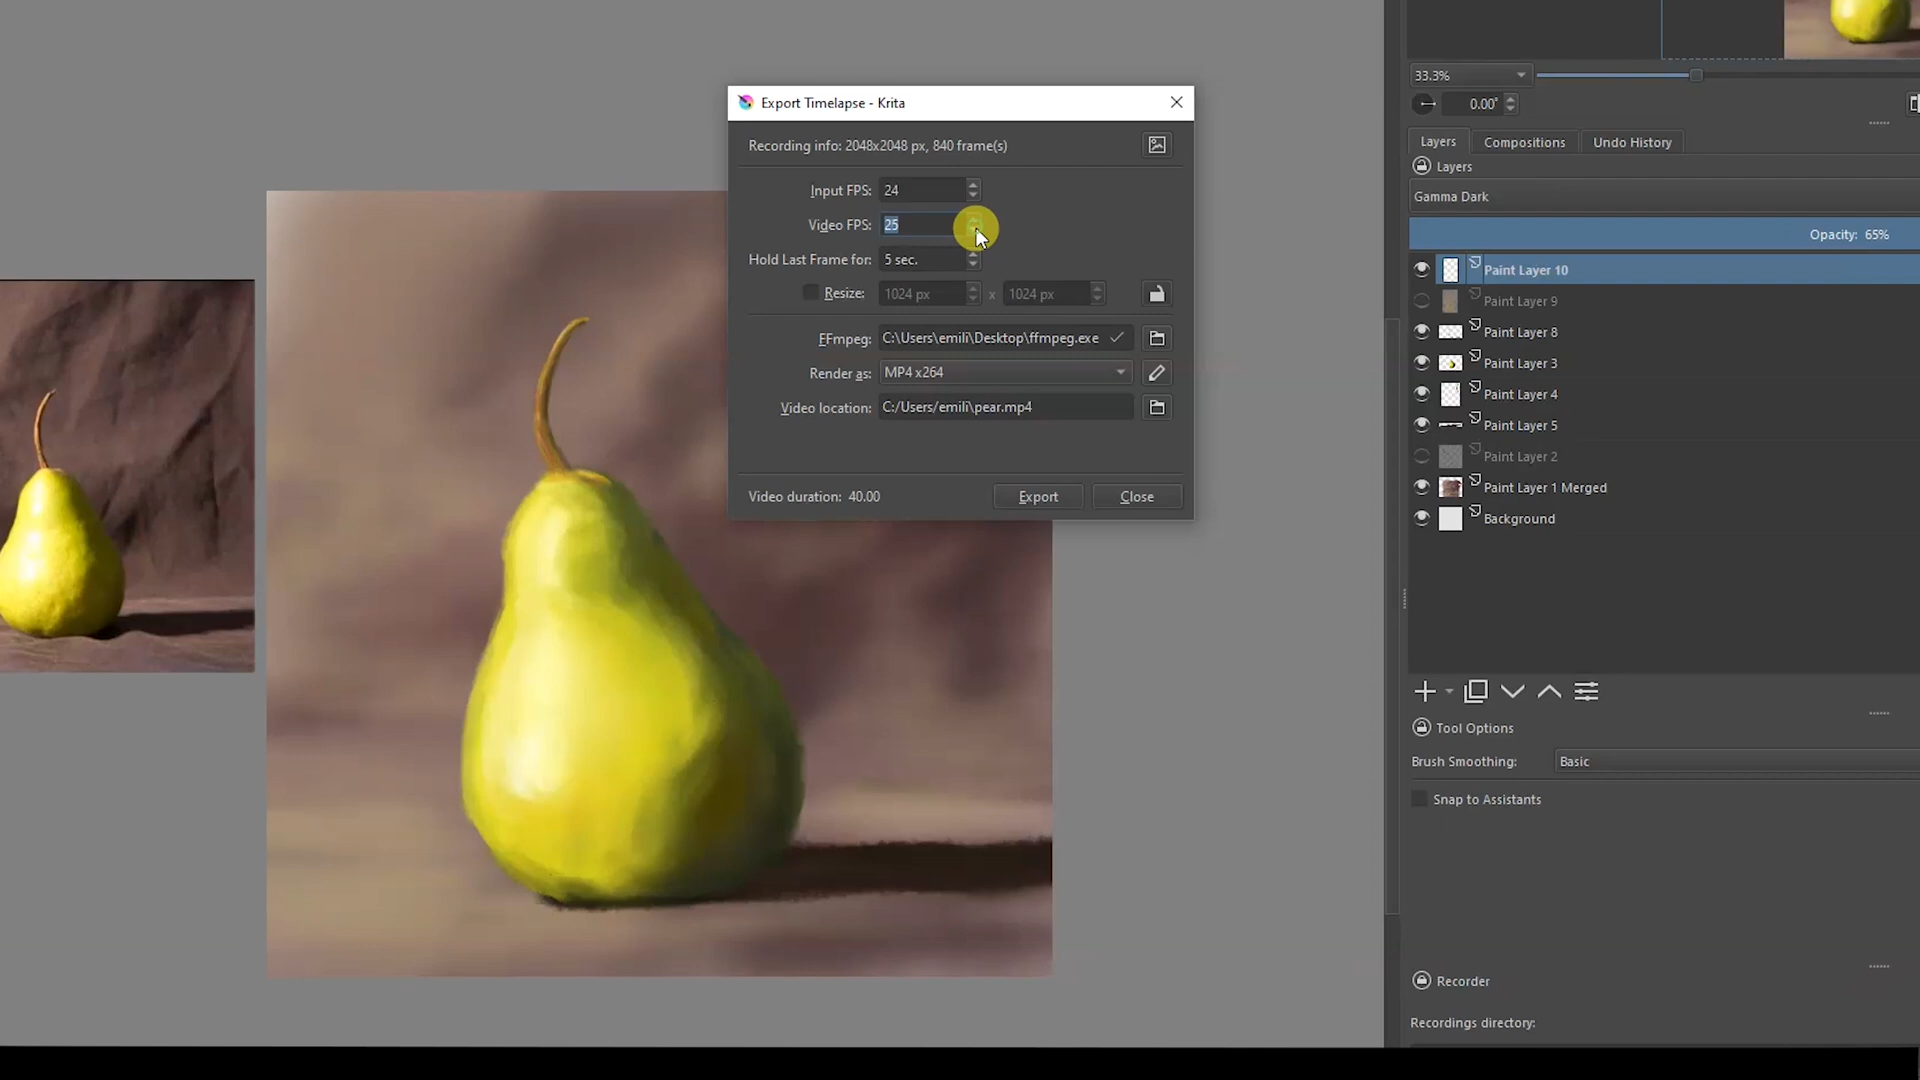 Export Timelapse - Krita
Recording info: 2048x2048 px, 840 frame(s)
Input FPS: 24
Video FPS: 25
Hold Last Frame for: 5 sec.
Resize: 1024 px x 1024 px
FFmpeg: C:\Users\emili\Desktop\ffmpeg.exe
Render as: MP4 x264
Video location: C:/Users/emili\pear.mp4
Video duration: 40.00 Export Close
33.3%
0.00°
Layers Compositions Undo History
Layers
Gamma Dark
Opacity: 65%
Paint Layer 10
Paint Layer 9
Paint Layer 8
Paint Layer 3
Paint Layer 4
Paint Layer 5
Paint Layer 2
Paint Layer 1 Merged
Background
Tool Options
Brush Smoothing: Basic
Snap to Assistants
Recorder
Recordings directory: